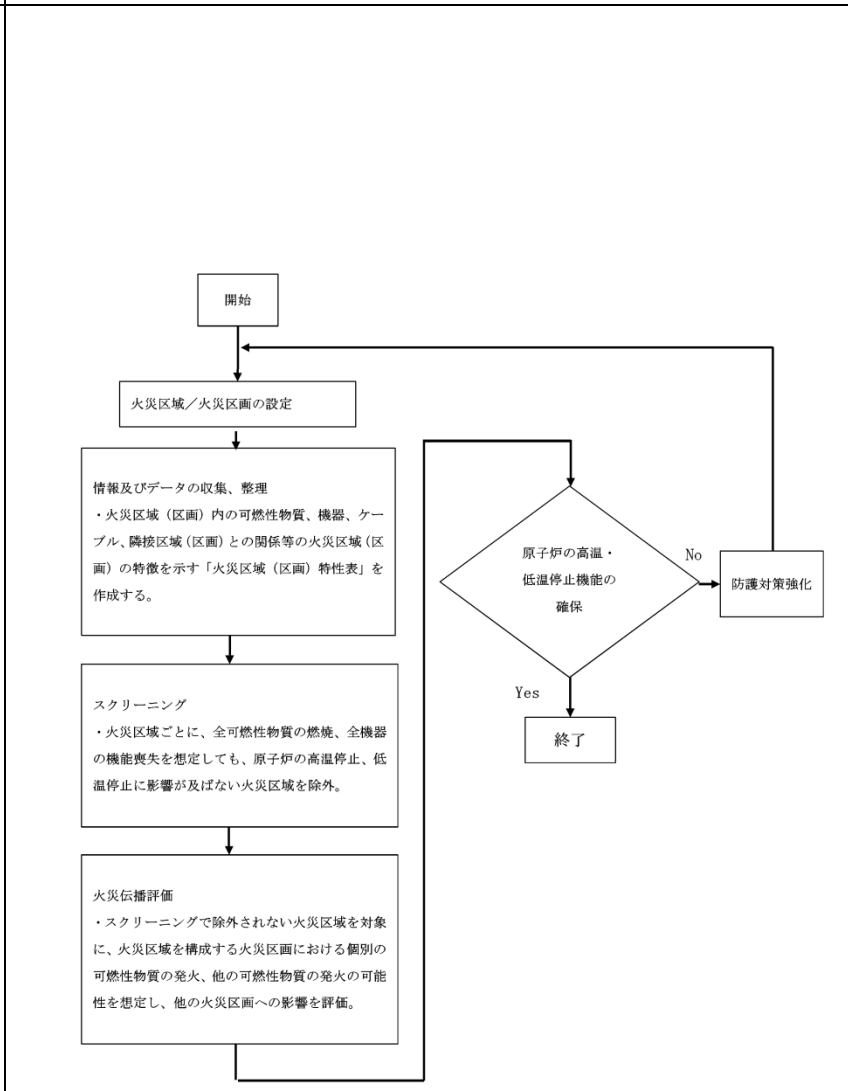 開始
火災区域／火災区画の設定
情報及びデータの収集、整理
・火災区域（区画）内の可燃性物質、機器、ケー
ブル、隣接区域（区画）との関係等の火災区域（区
画）の特徴を示す「火災区域（区画）特性表」を
作成する。
スクリーニング
・火災区域ごとに、全可燃性物質の燃焼、全機器
の機能喪失を想定しても、原子炉の高温停止、低
温停止に影響が及ばない火災区域を除外。
火災伝播評価
・スクリーニングで除外されない火災区域を対象
に、火災区域を構成する火災区画における個別の
可燃性物質の発火、他の可燃性物質の発火の可能
性を想定し、他の火災区画への影響を評価。
原子炉の高温・
低温停止機能の
確保
No
防護対策強化
Yes
終了